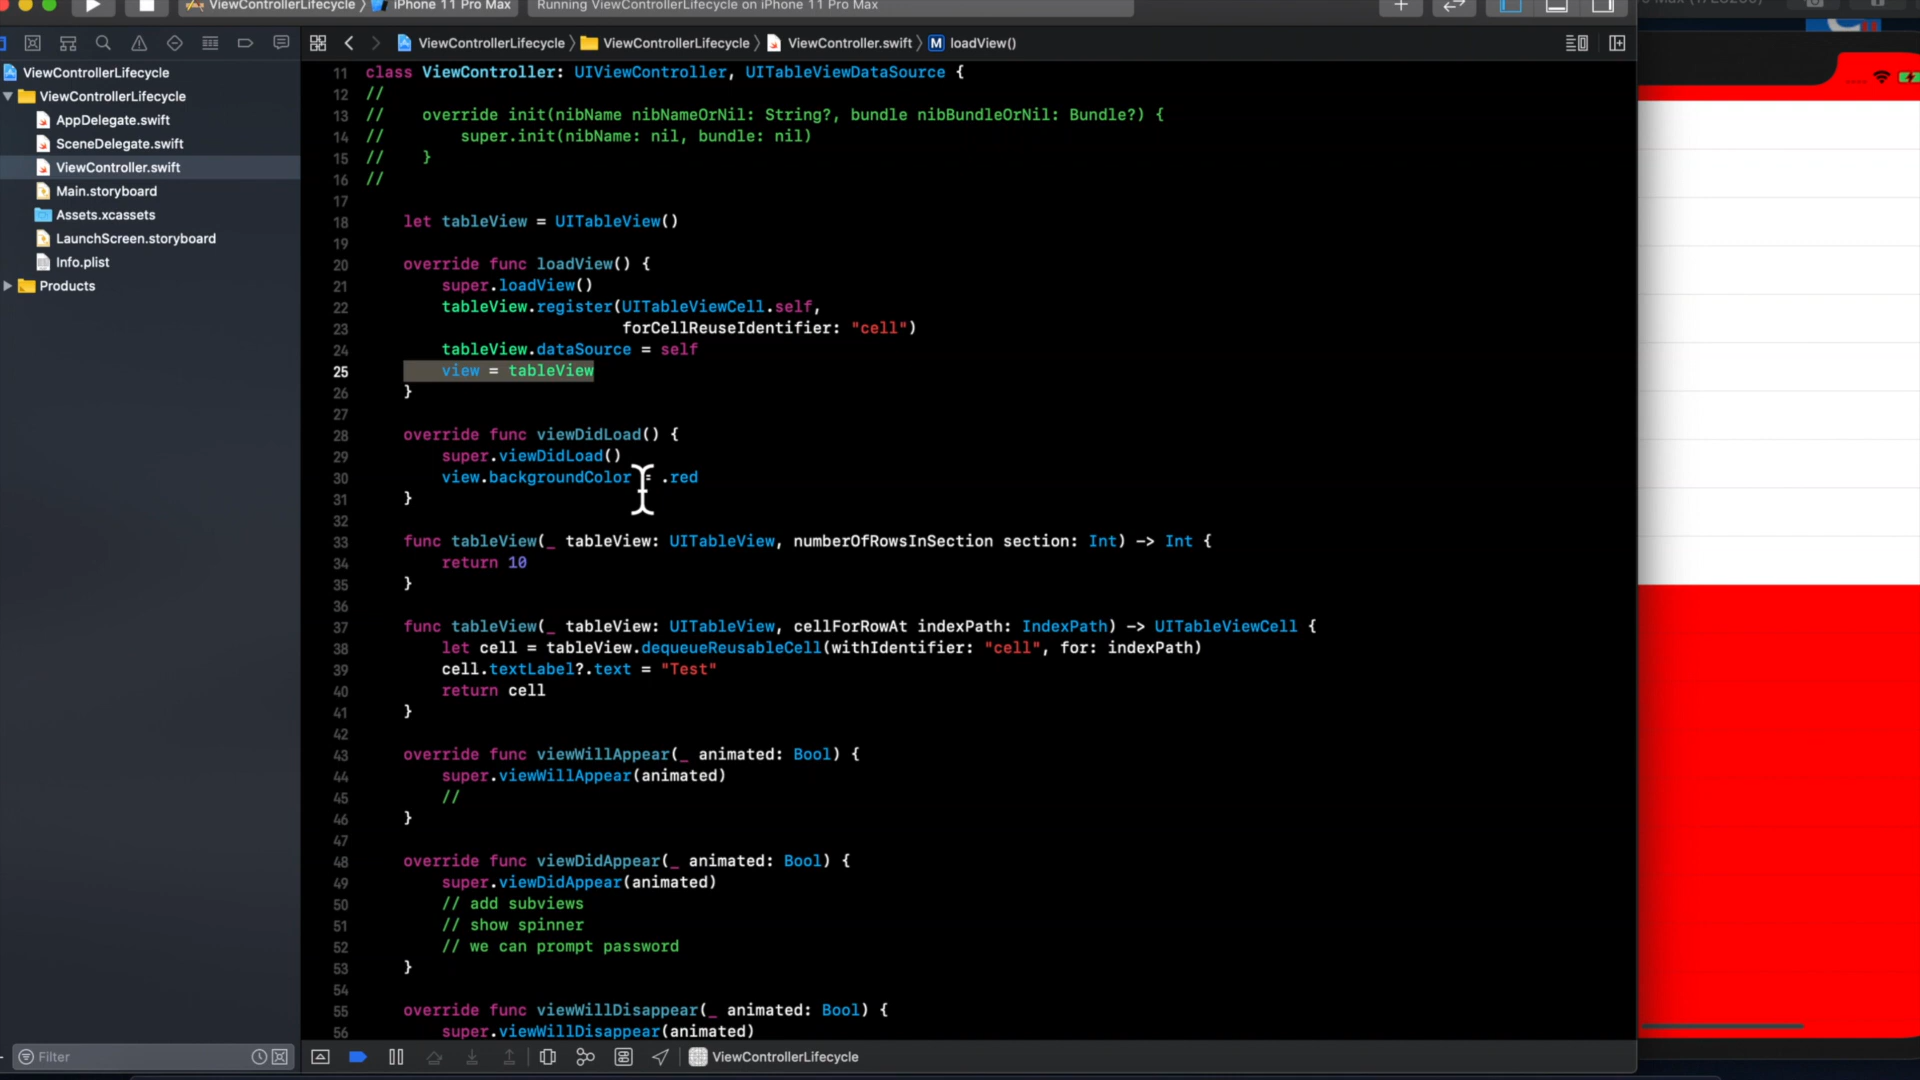 ViewControllerLifecycle
iPhone 11 Pro Max
Running ViewControllerLifecycle on iPhone 11 Pro Max
ViewControllerLifecycle
ViewControllerLifecycle
ViewController.swift
M loadView()
ViewControllerLifecycle
ViewControllerLifecycle
AppDelegate.swift
SceneDelegate.swift
ViewController.swift
Main.storyboard
Assets.xcassets
LaunchScreen.storyboard
Info.plist
Products
11 class ViewController: UIViewController, UITableViewDataSource {
12 //
13 //    override init(nibName nibNameOrNil: String?, bundle nibBundleOrNil: Bundle?) {
14 //        super.init(nibName: nil, bundle: nil)
15 //    }
16 //
17
18     let tableView = UITableView()
19
20     override func loadView() {
21         super.loadView()
22         tableView.register(UITableViewCell.self,
23                            forCellReuseIdentifier: "cell")
24         tableView.dataSource = self
25         view = tableView
26     }
27
28     override func viewDidLoad() {
29         super.viewDidLoad()
30         view.backgroundColor = .red
31     }
32
33     func tableView(_ tableView: UITableView, numberOfRowsInSection section: Int) -> Int {
34         return 10
35     }
36
37     func tableView(_ tableView: UITableView, cellForRowAt indexPath: IndexPath) -> UITableViewCell {
38         let cell = tableView.dequeueReusableCell(withIdentifier: "cell", for: indexPath)
39         cell.textLabel?.text = "Test"
40         return cell
41     }
42
43     override func viewWillAppear(_ animated: Bool) {
44         super.viewWillAppear(animated)
45         //
46     }
47
48     override func viewDidAppear(_ animated: Bool) {
49         super.viewDidAppear(animated)
50         // add subviews
51         // show spinner
52         // we can prompt password
53     }
54
55     override func viewWillDisappear(_ animated: Bool) {
56         super.viewWillDisappear(animated)
Filter
ViewControllerLifecycle